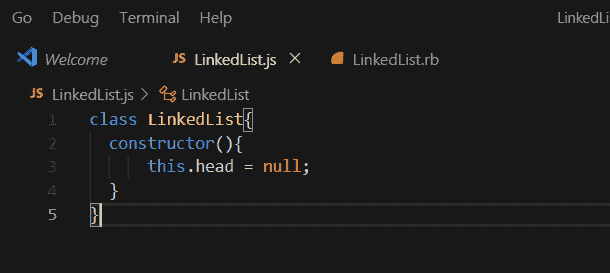 Go Debug Terminal Help LinkedLi
Welcome JS LinkedList.js × LinkedList.rb
JS LinkedList.js > LinkedList
1 class LinkedList{
2 constructor(){
3 this.head = null;
4 }
5 }